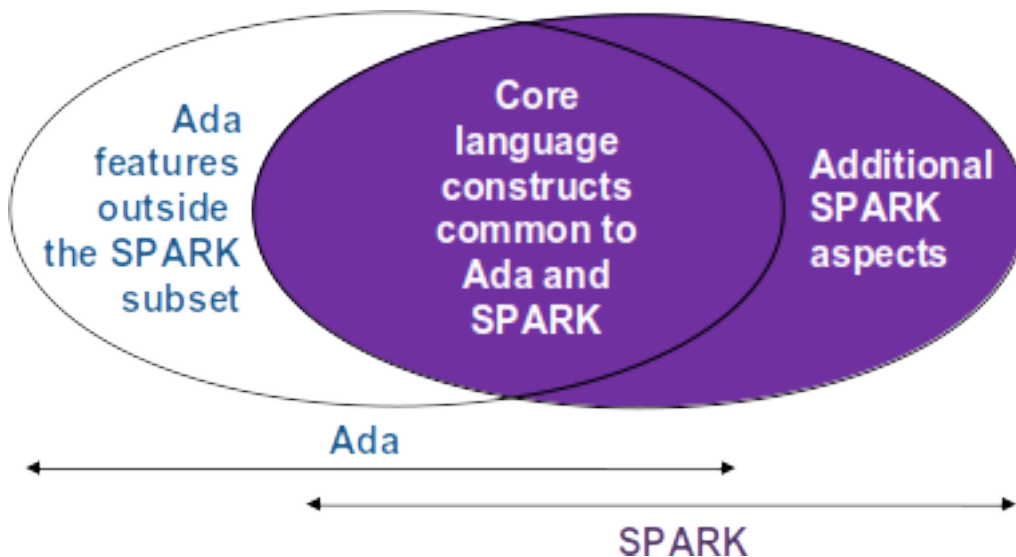 Ada
features
outside
the SPARK
subset
Core
language
constructs
common to
Ada and
SPARK
Additional
SPARK
aspects
Ada
SPARK